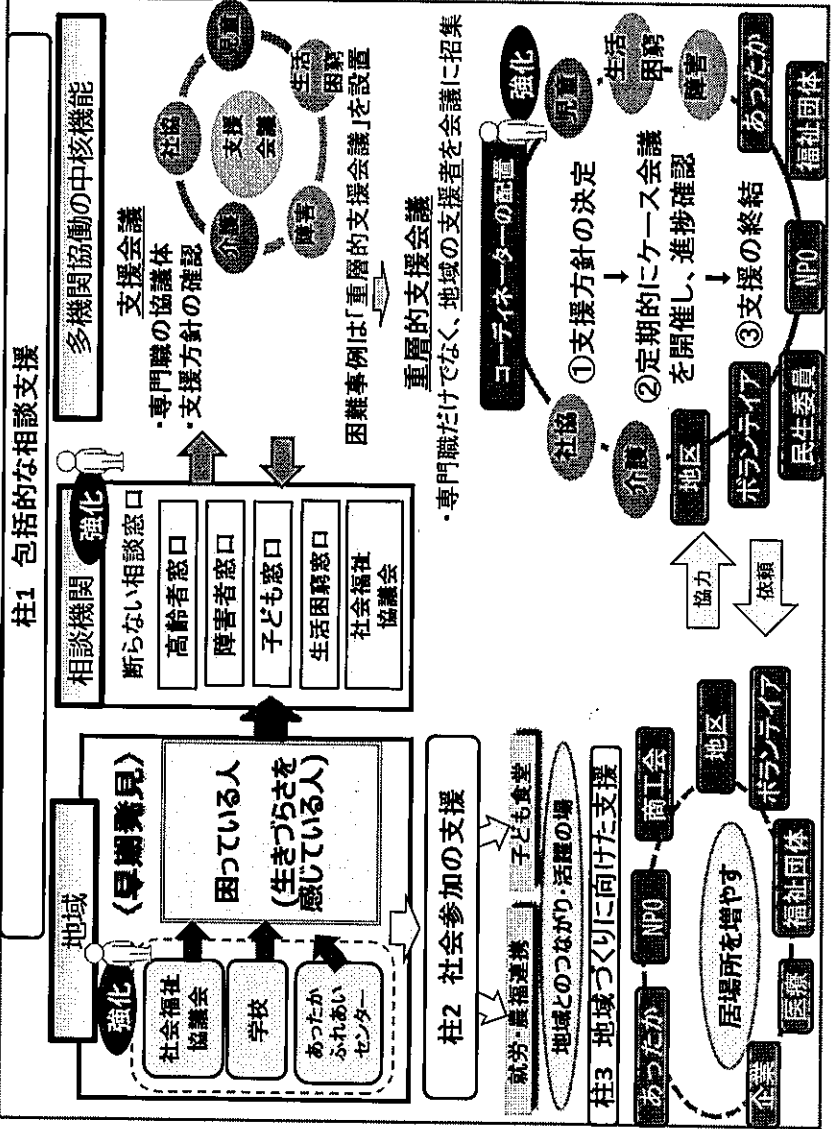 柱1 包括的な相談支援
地域
強化
〈早期発見〉
社会福祉
協議会
学校
あったか
ふれあい
センター
困っている人
(生きづらさを
感じている人)
相談機関
強化
断らない相談窓口
高齢者窓口
障害者窓口
子ども窓口
生活困窮窓口
社会福祉
協議会
多機関協働の中核機能
支援会議
・専門職の協議体
・支援方針の確認
社協
児童
介護
支援
会議
障害
生活
困窮
困難事例は「重層的支援会議」を設置
重層的支援会議
・専門職だけでなく、地域の支援者を会議に招集
コーディネーターの配置
強化
社協
児童
介護
生活
困窮
障害
①支援方針の決定
②定期的にケース会議
を開催し、進捗確認
③支援の終結
地区
あったか
ボランティア
福祉団体
民生委員
NPO
柱2 社会参加の支援
就労・農福連携
子ども食堂
地域とのつながり・活躍の場
協力
依頼
柱3 地域づくりに向けた支援
あったか
NPO
商工会
地区
居場所を増やす
企業
医療
福祉団体
ボランティア